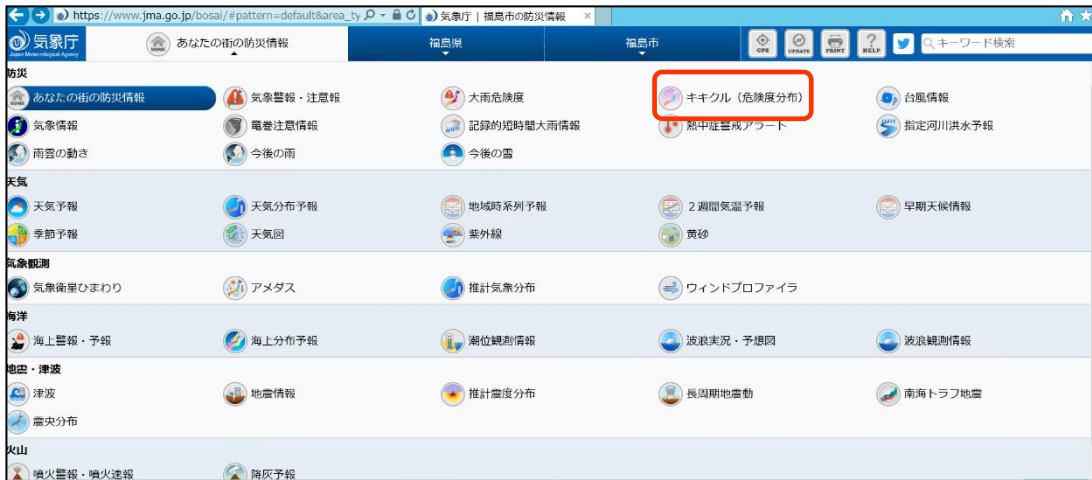 https://www.jma.go.jp/bosai/#pattern=default&area_ty
気象庁 | 福島市の防災情報 ×
気象庁
Japan Meteorological Agency
HOME
あなたの街の防災情報
福島県
福島市
GPS
UPDATE
PRINT
HELP
キーワード検索
防災
HOME あなたの街の防災情報 気象警報・注意報 大雨危険度 キキクル（危険度分布） 台風情報
気象情報 竜巻注意情報 記録的短時間大雨情報 熱中症警戒アラート 指定河川洪水予報
雨雲の動き 今後の雨 今後の雪
天気
天気予報 天気分布予報 地域時系列予報 ２週間気温予報 早期天候情報
季節予報 天気図 紫外線 黄砂
気象観測
気象衛星ひまわり アメダス 推計気象分布 ウィンドプロファイラ
海洋
海上警報・予報 海上分布予報 潮位観測情報 波浪実況・予想図 波浪観測情報
地震・津波
津波 地震情報 推計震度分布 長周期地震動 南海トラフ地震
震央分布
火山
噴火警報・噴火速報 降灰予報